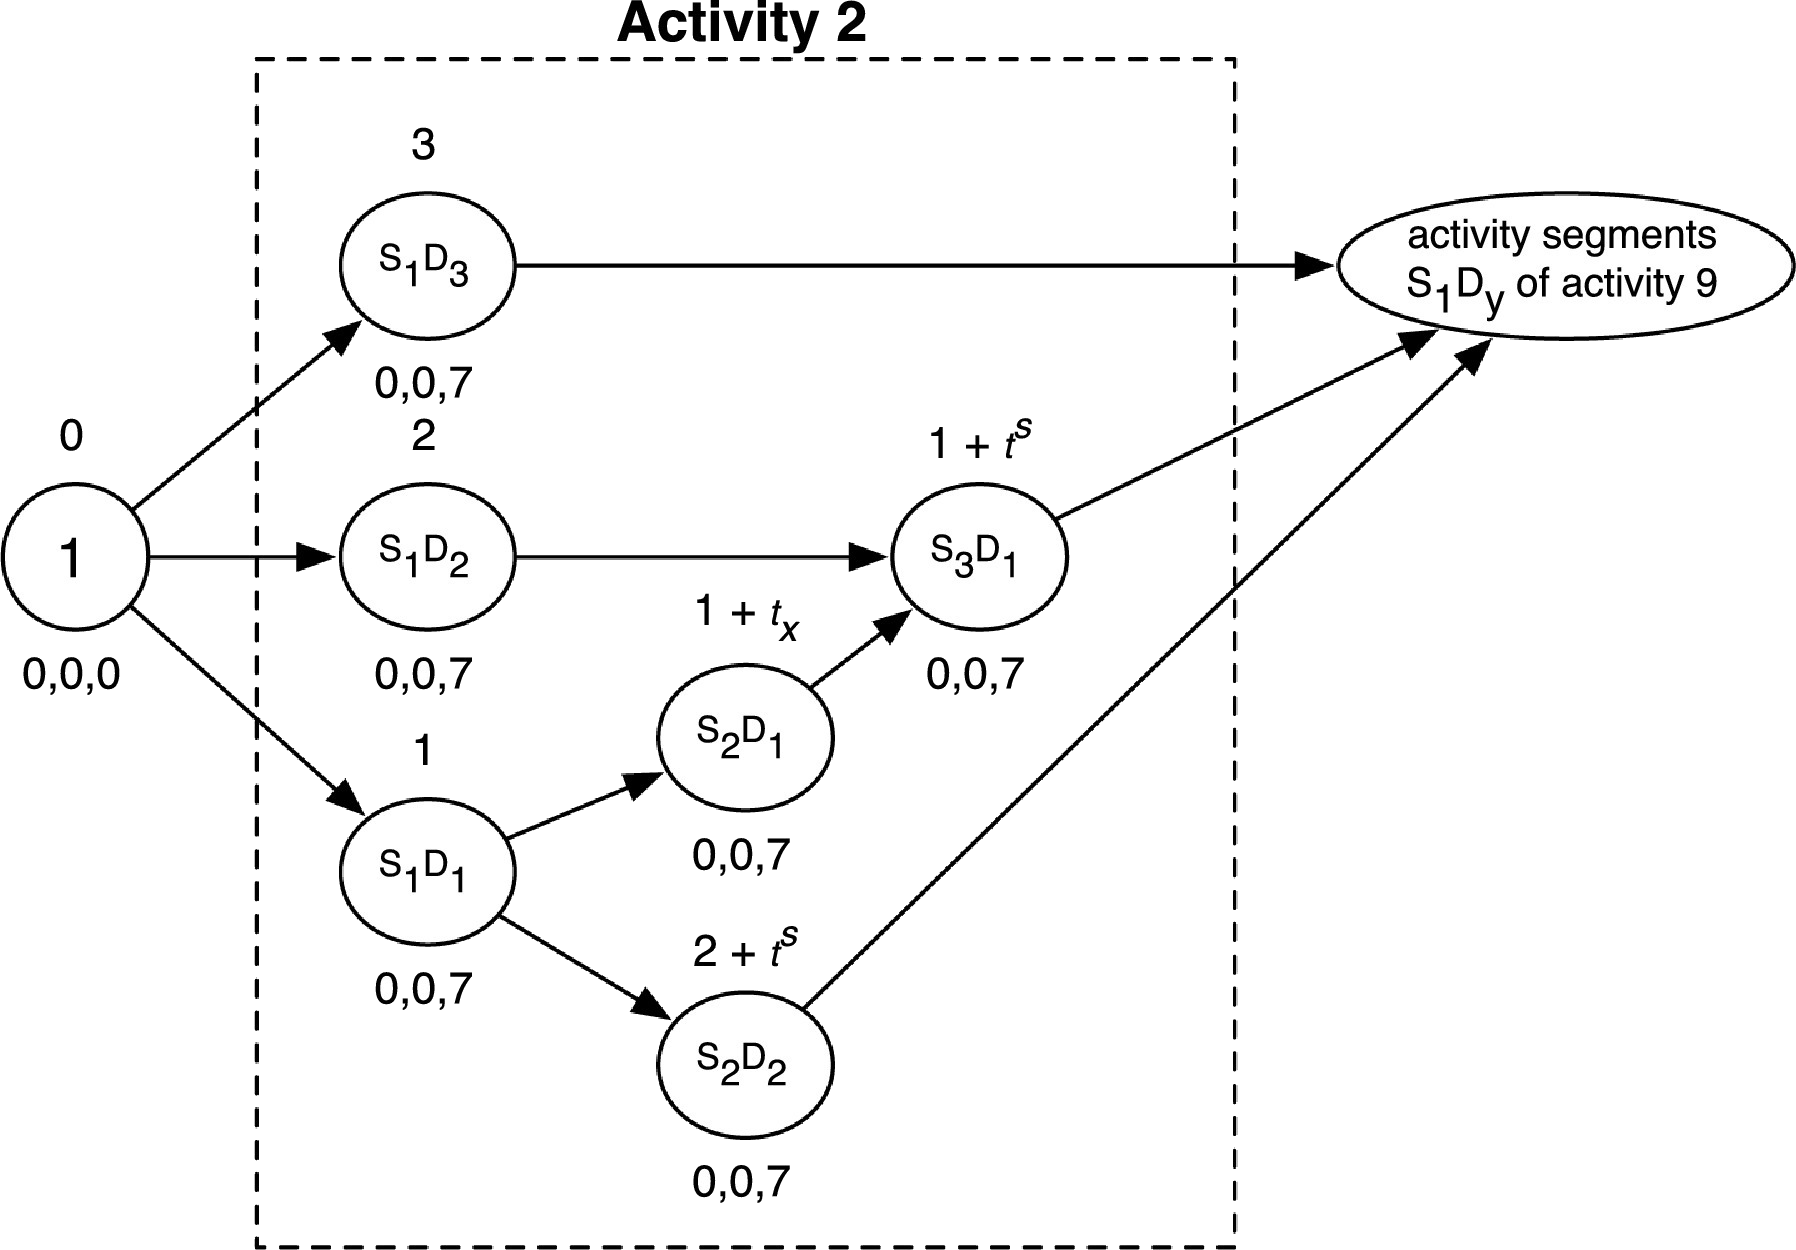 Activity 2
3
S₁D₃
0,0,7
activity segments
S₁Dy of activity 9
0
1
0,0,0
2
S₁D₂
0,0,7
1 + tˢ
S₃D₁
0,0,7
1 + tₓ
S₂D₁
0,0,7
1
S₁D₁
0,0,7
2 + tˢ
S₂D₂
0,0,7